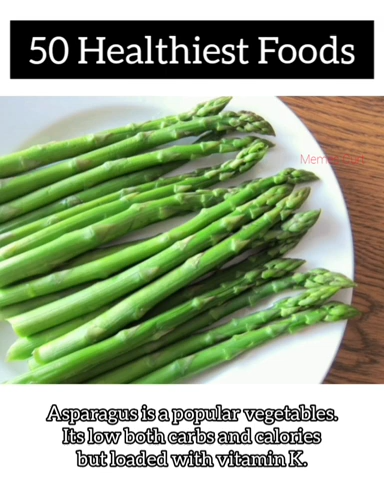 50 Healthiest Foods
Asparagus is a popular vegetables.
Its low both carbs and calories
but loaded with vitamin K.